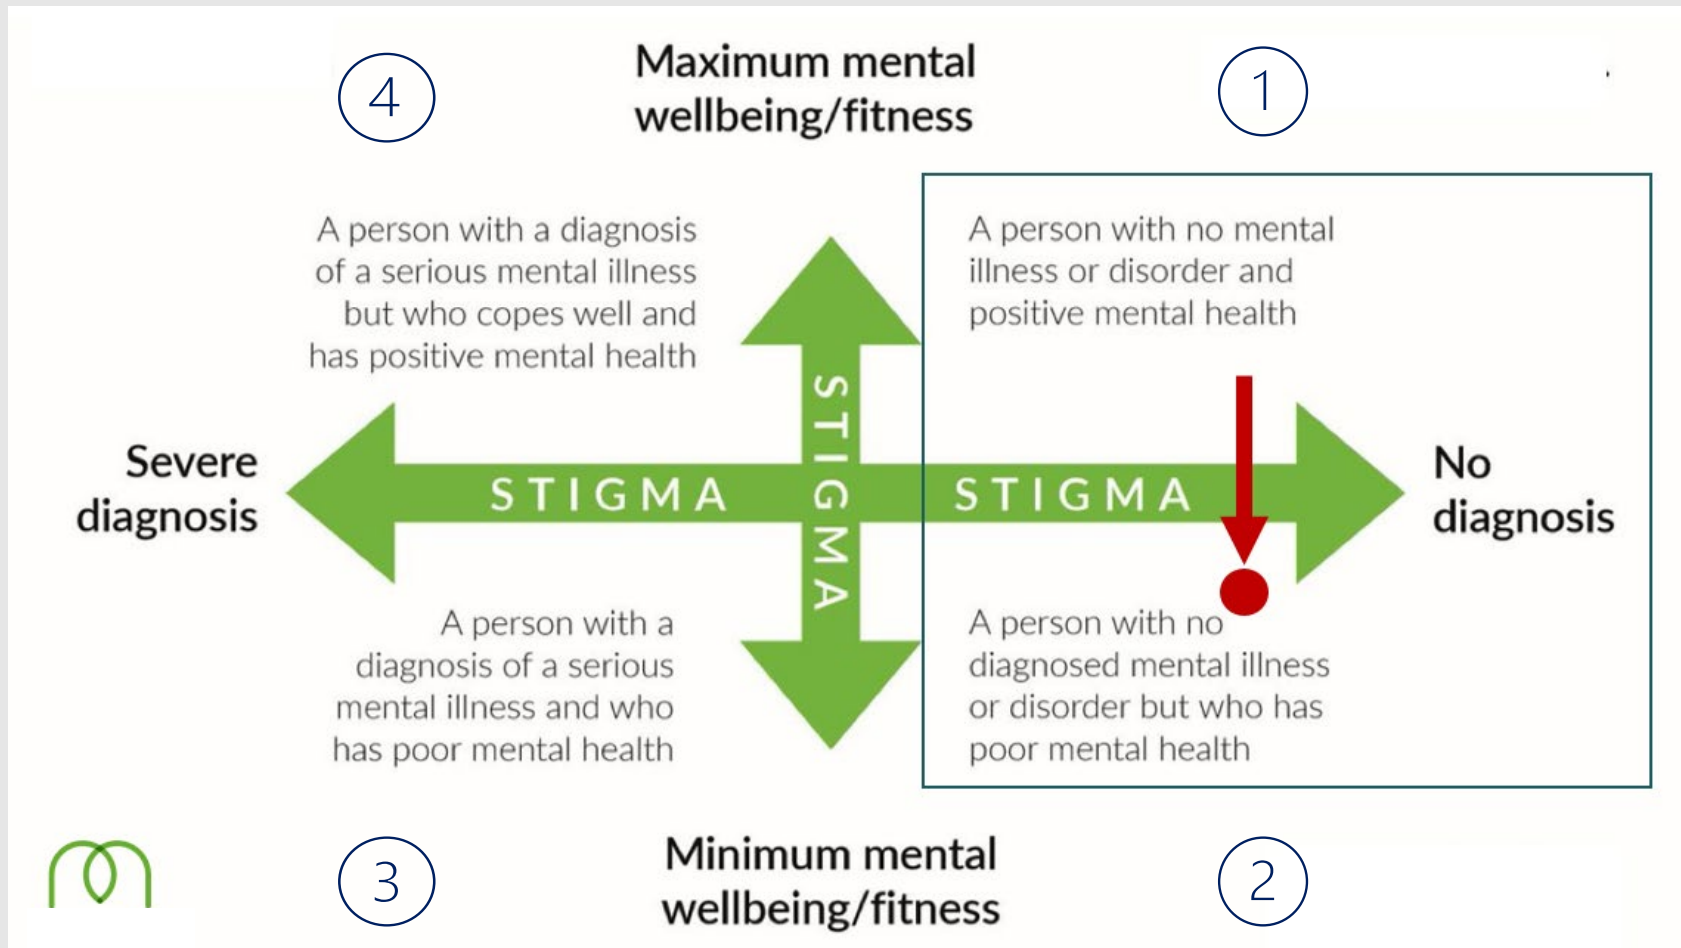 4
Maximum mental
wellbeing/fitness
1
A person with a diagnosis
of a serious mental illness
but who copes well and
has positive mental health
A person with no mental
illness or disorder and
positive mental health
Severe
diagnosis
STIGMA
STIGMA
STIGMA
No
diagnosis
A person with a
diagnosis of a serious
mental illness and who
has poor mental health
A person with no
diagnosed mental illness
or disorder but who has
poor mental health
3
Minimum mental
wellbeing/fitness
2